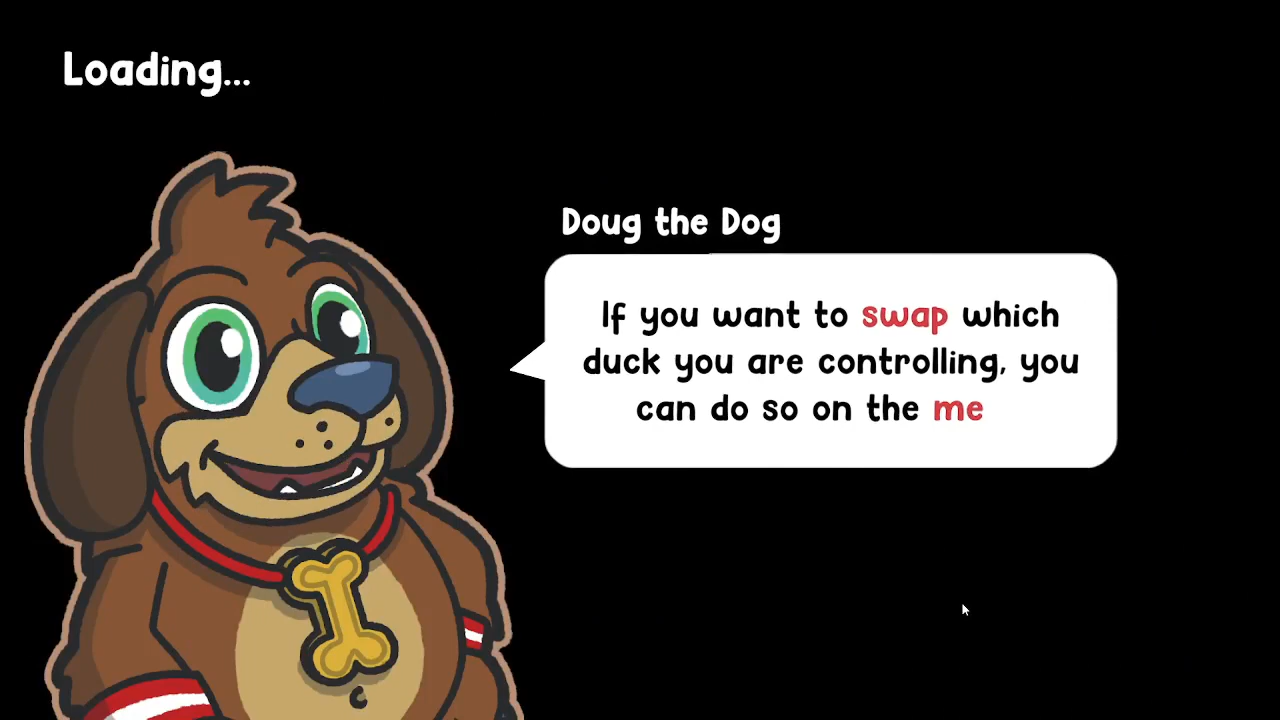 Loading...
Doug the Dog
If you want to swap which
duck you are controlling, you
can do so on the me